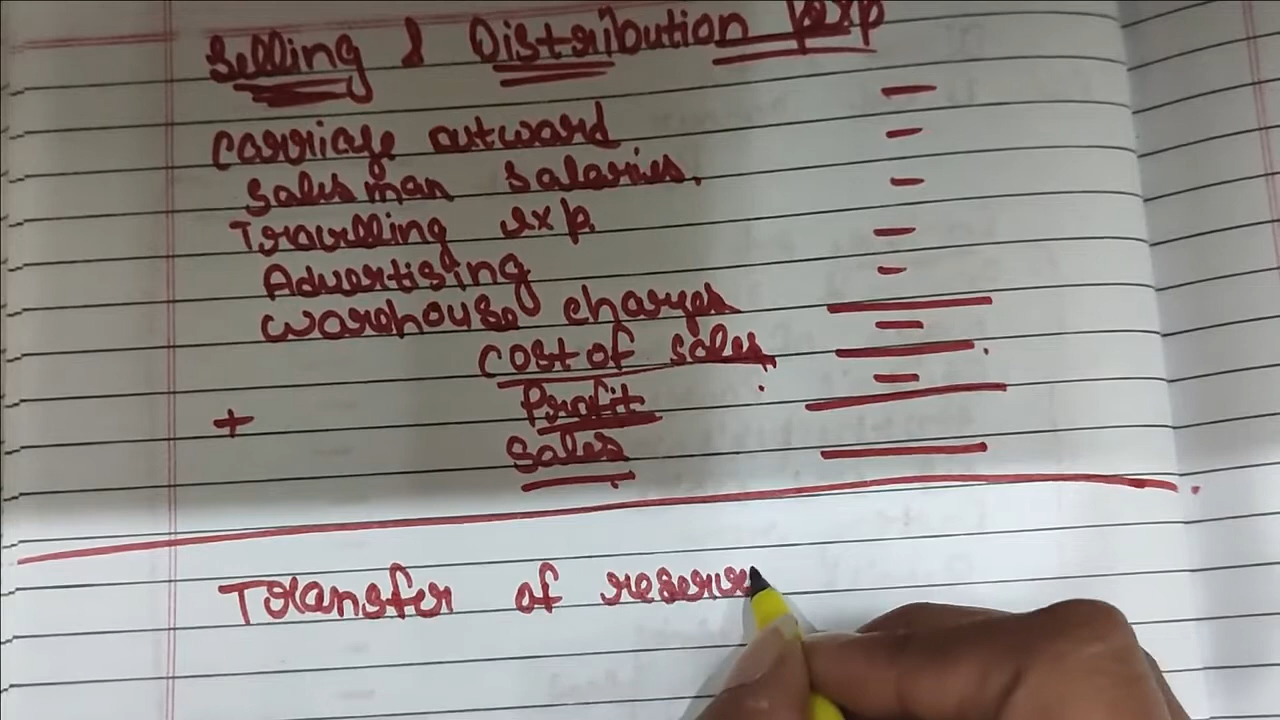 Selling & Distribution Exp
Carriage outward -
Salesman Salaries. -
Travelling exp. -
Advertising -
Warehouse charges -
Cost of Sales -
+ Profit -
Sales
Transfer of reserve